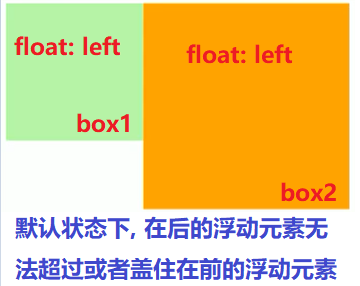 float: left
float: left
box1
box2
默认状态下, 在后的浮动元素无
法超过或者盖住在前的浮动元素